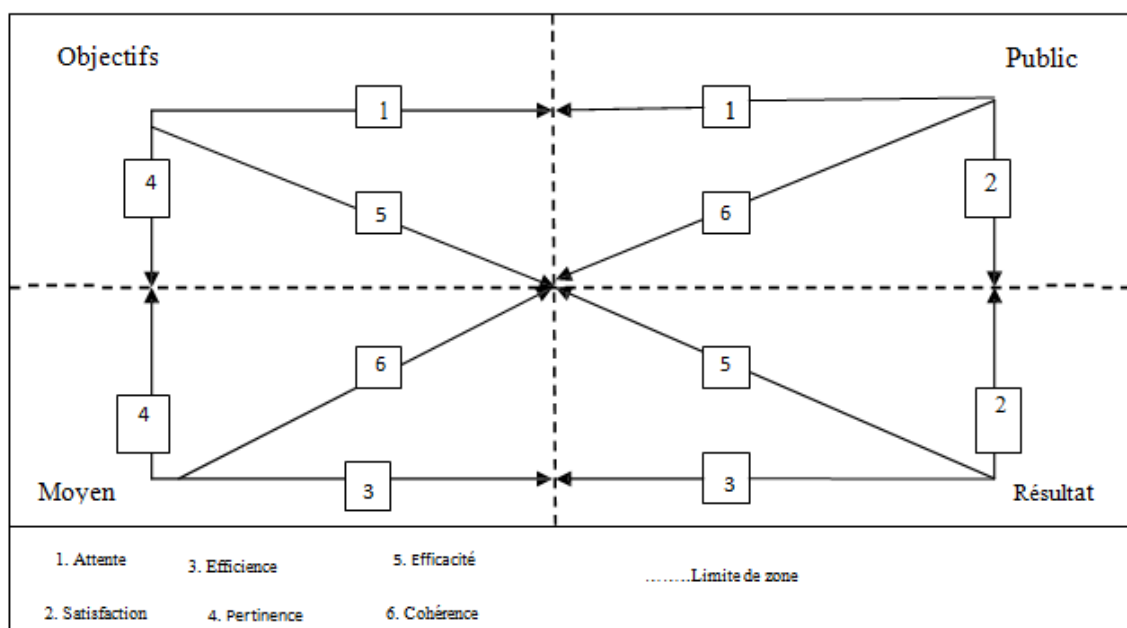 Objectifs
Public
1
1
4
2
5
6
6
5
4
2
3
3
Moyen
Résultat
1. Attente
3. Efficience
5. Efficacité
.........Limite de zone
2. Satisfaction
4. Pertinence
6. Cohérence